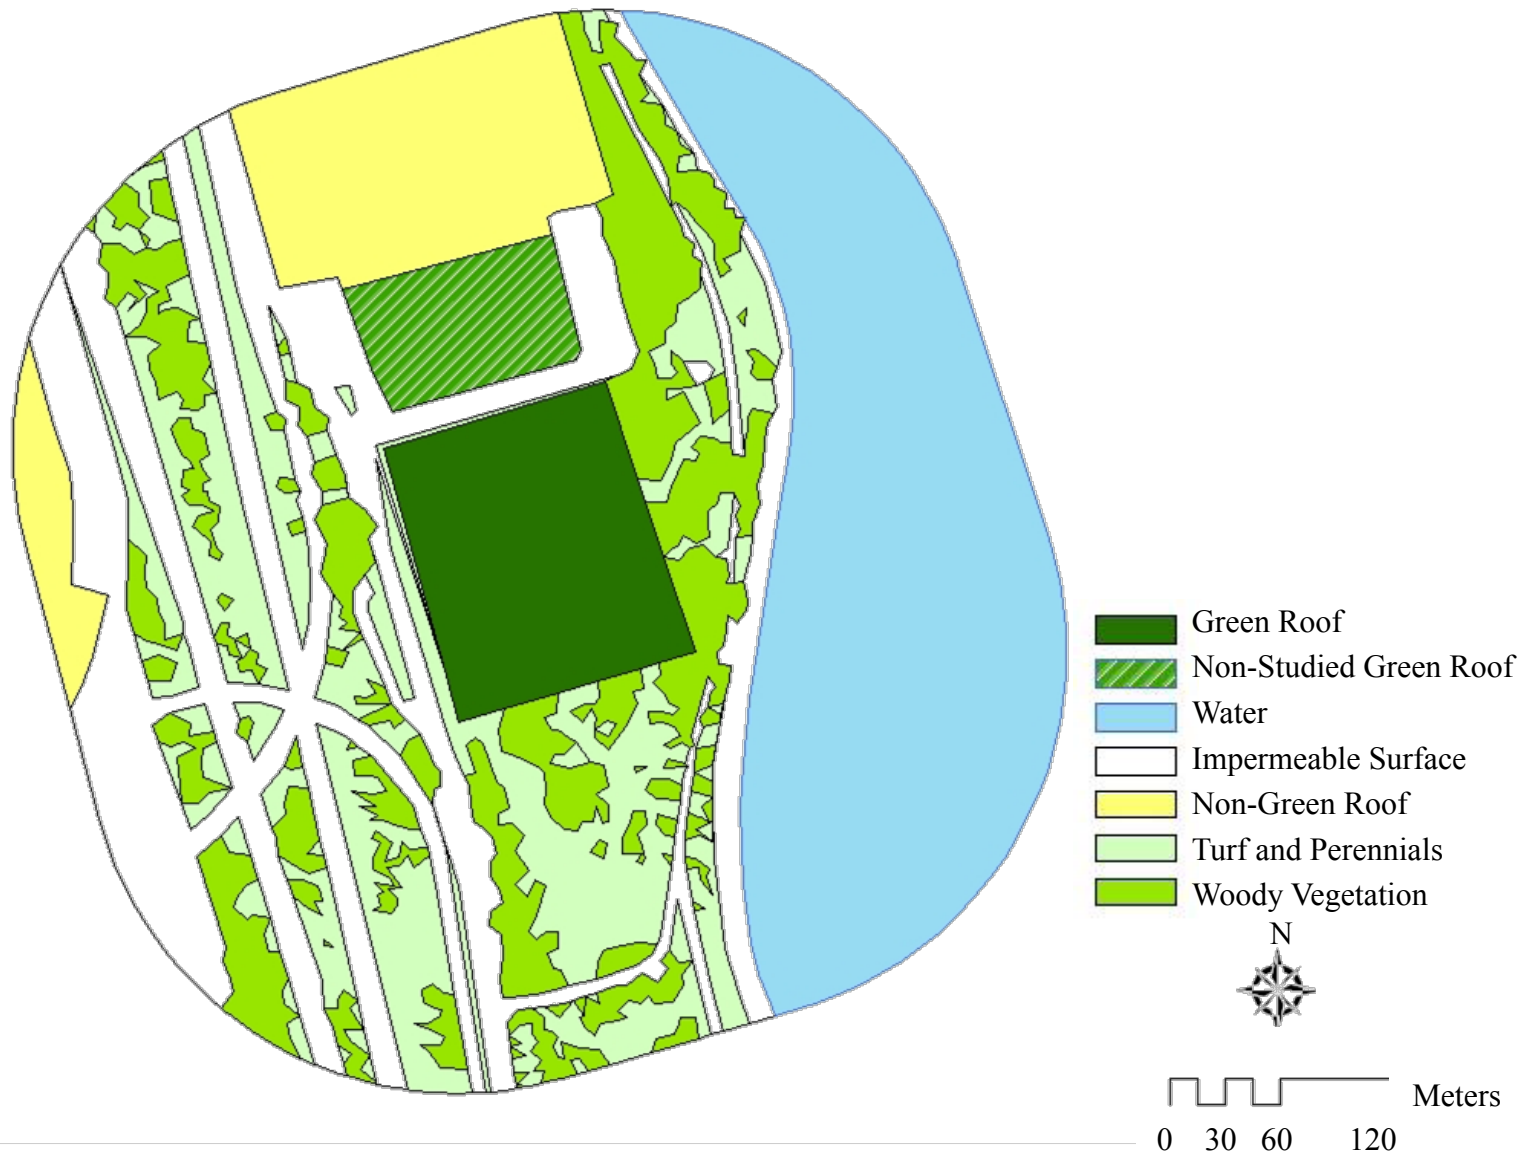 Green Roof
Non-Studied Green Roof
Water
Impermeable Surface
Non-Green Roof
Turf and Perennials
Woody Vegetation
N
Meters
0 30 60 120